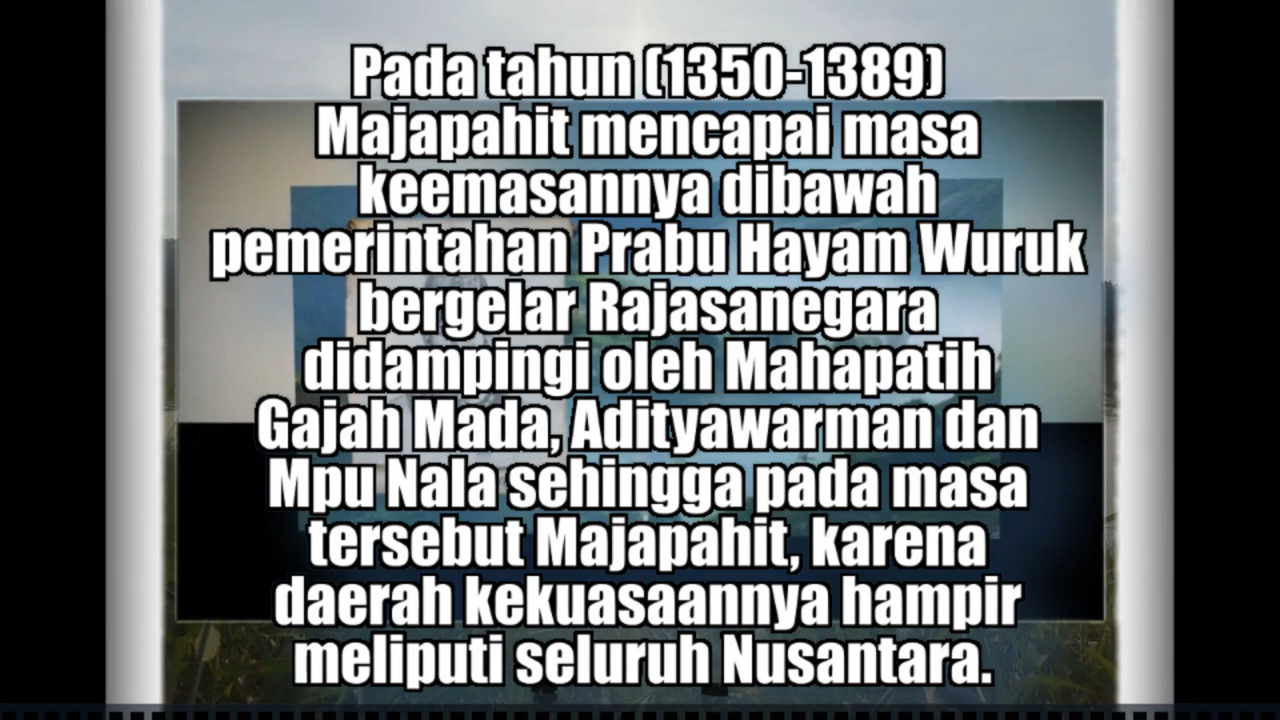 Pada tahun (1350-1389)
Majapahit mencapai masa
keemasannya dibawah
pemerintahan Prabu Hayam Wuruk
bergelar Rajasanegara
didampingi oleh Mahapatih
Gajah Mada, Adityawarman dan
Mpu Nala sehingga pada masa
tersebut Majapahit, karena
daerah kekuasaannya hampir
meliputi seluruh Nusantara.